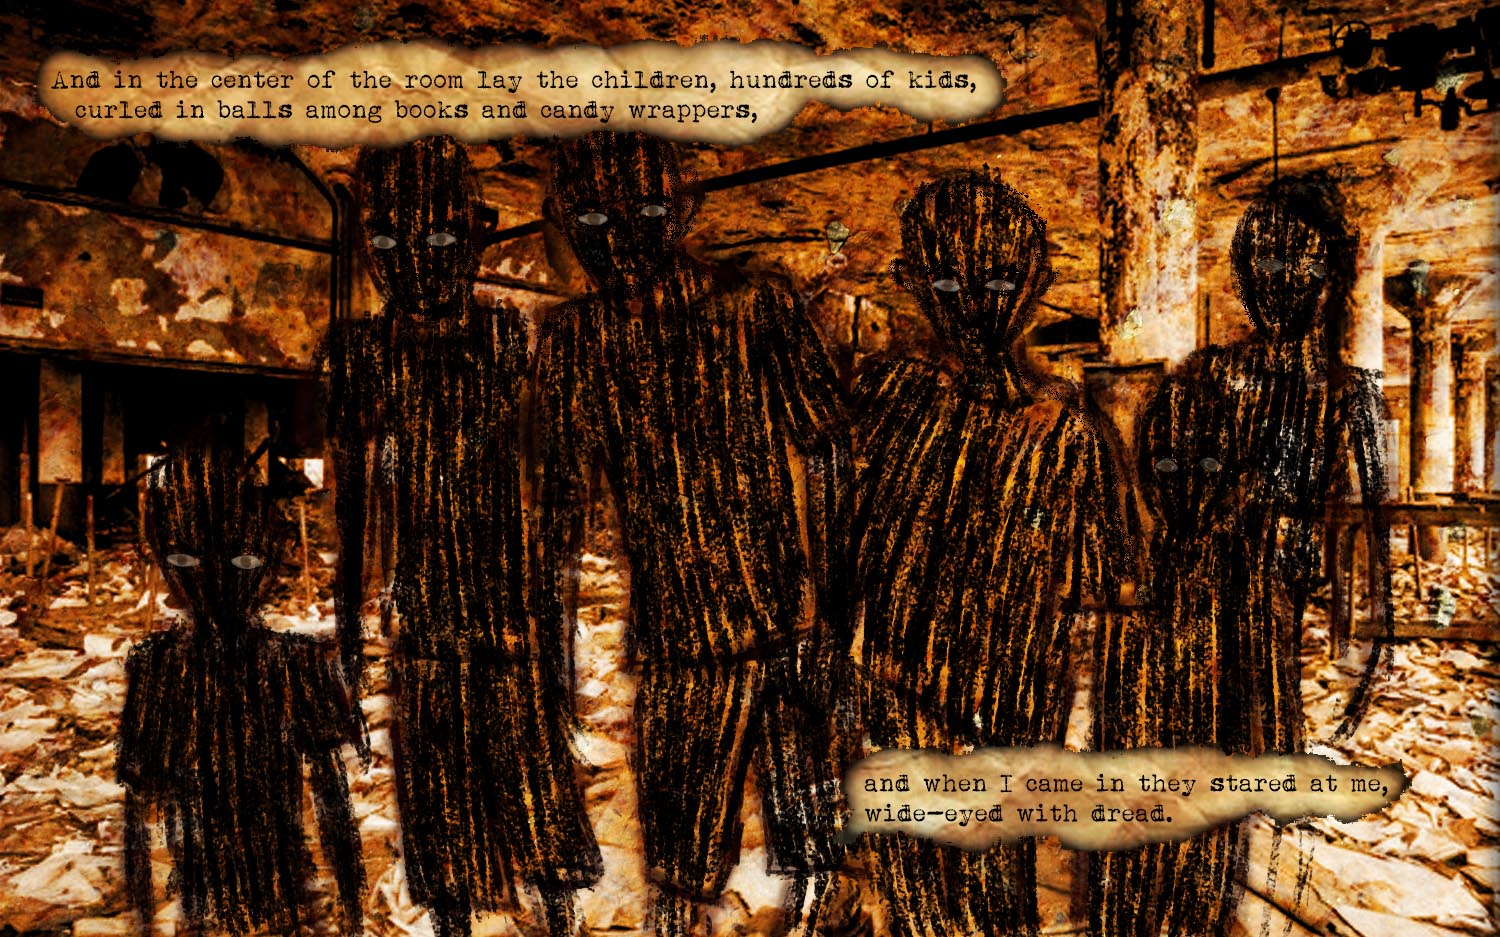 And in the center of the room lay the children, hundreds of kids,
curled in balls among books and candy wrappers,
and when I came in they stared at me,
wide-eyed with dread.